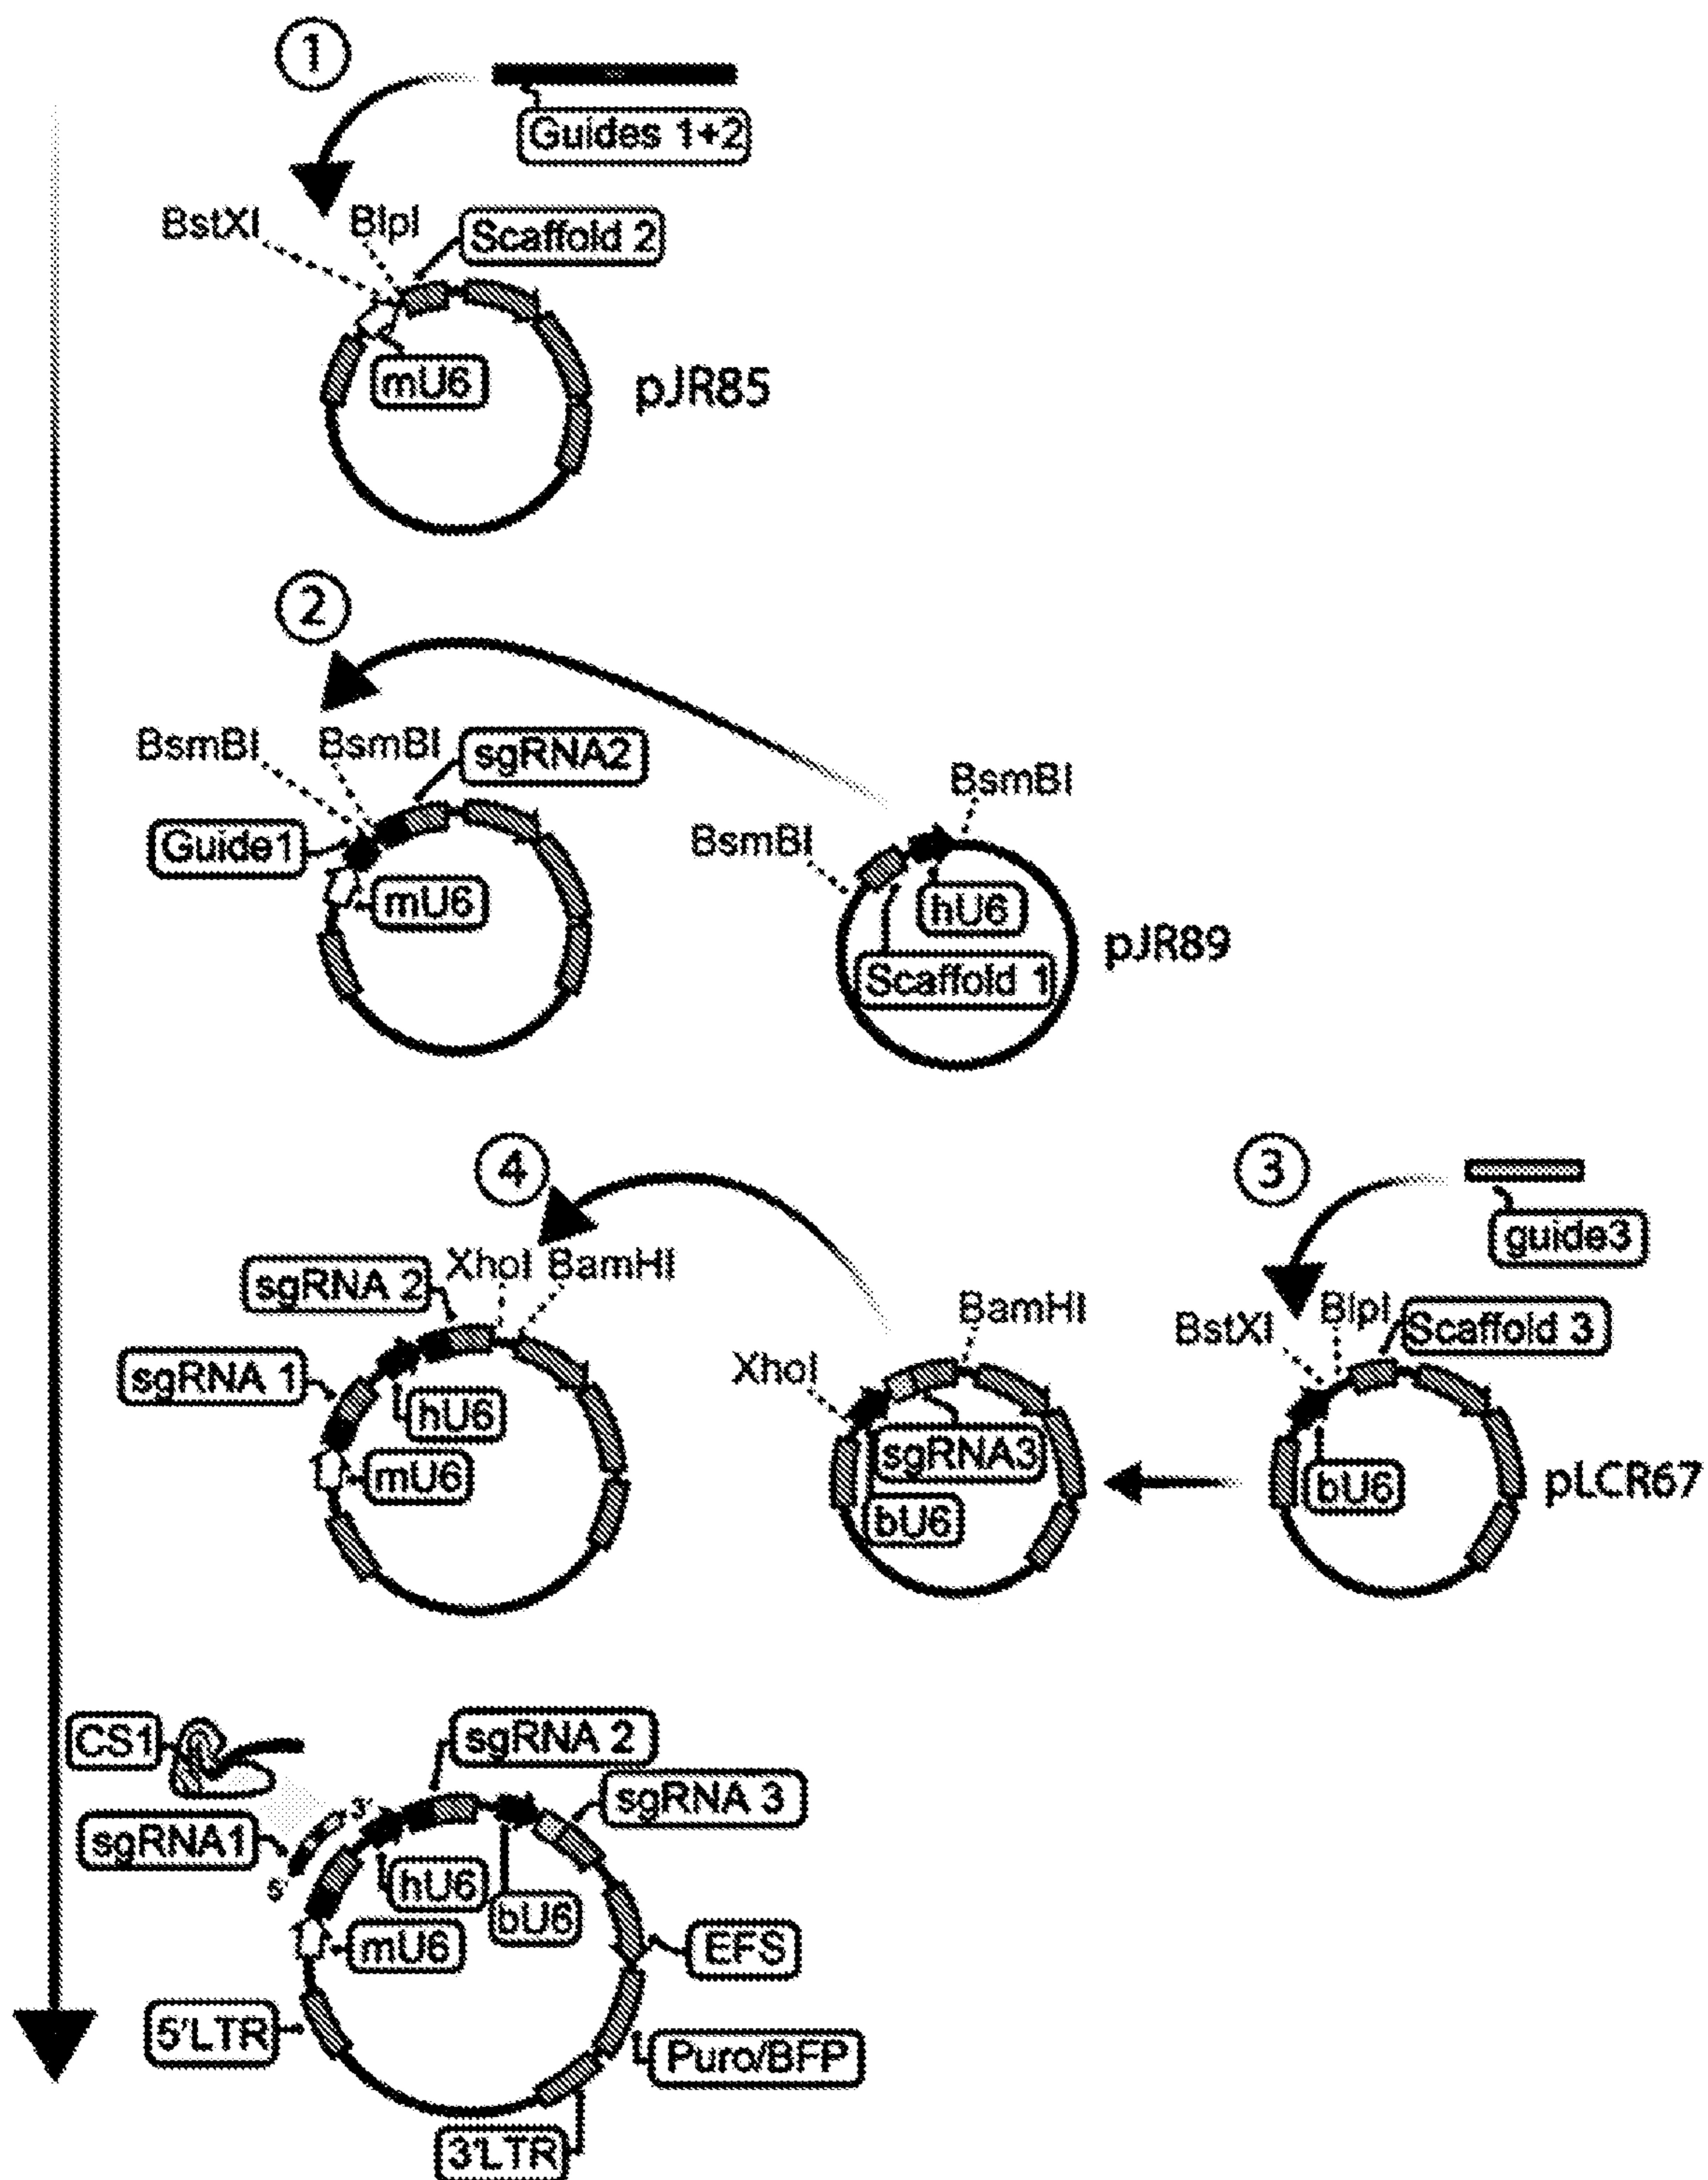 1
Guides 1+2
BstXI
BlpI
Scaffold 2
mU6
pJR85
2
BsmBI
BsmBI
sgRNA2
Guide1
mU6
BsmBI
BsmBI
hU6
Scaffold 1
pJR89
4
3
guide3
sgRNA 2
XhoI
BamHI
sgRNA 1
hU6
mU6
XhoI
BamHI
sgRNA3
bU6
BstXI
BlpI
Scaffold 3
bU6
pLCR67
CS1
sgRNA 2
sgRNA 3
sgRNA1
3'
5'
hU6
bU6
mU6
EFS
5'LTR
Puro/BFP
3'LTR